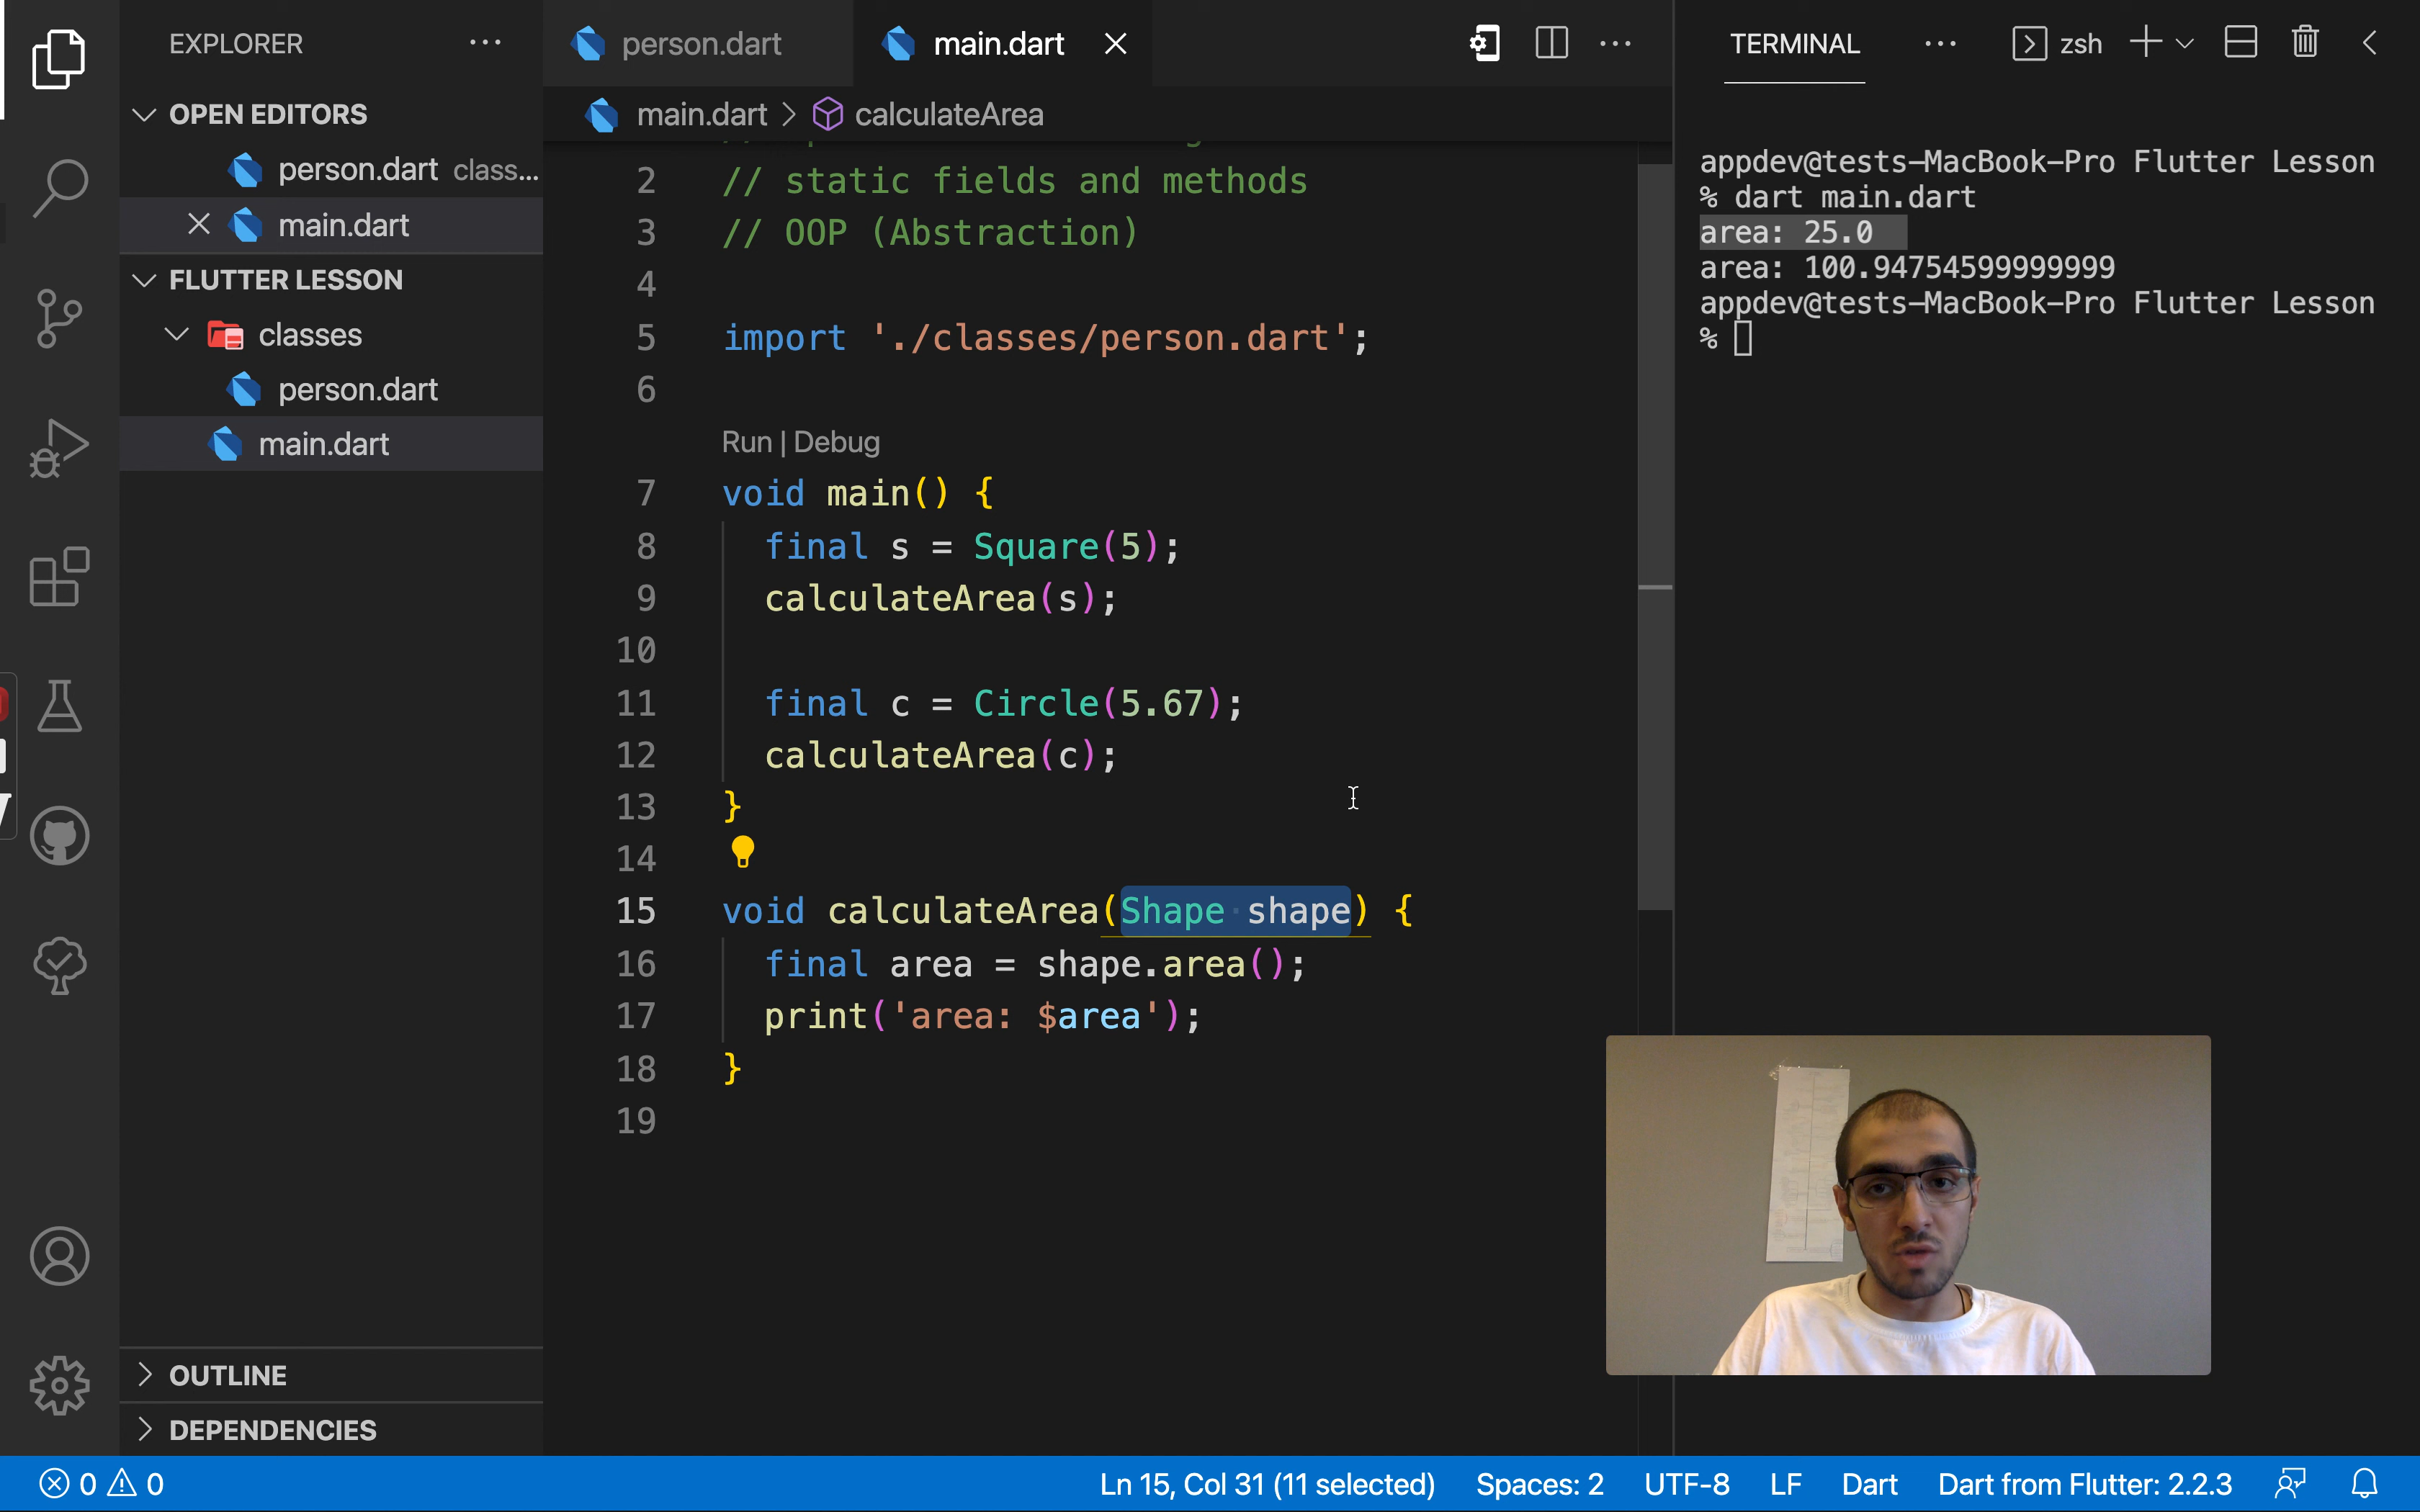 EXPLORER
OPEN EDITORS
person.dart class...
main.dart
FLUTTER LESSON
classes
person.dart
main.dart
OUTLINE
DEPENDENCIES
person.dart
main.dart
main.dart > calculateArea
2 // static fields and methods
3 // OOP (Abstraction)
4
5 import './classes/person.dart';
6
Run | Debug
7 void main() {
8 final s = Square(5);
9 calculateArea(s);
10
11 final c = Circle(5.67);
12 calculateArea(c);
13 }
14
15 void calculateArea(Shape shape) {
16 final area = shape.area();
17 print('area: $area');
18 }
19
TERMINAL
zsh
appdev@tests-MacBook-Pro Flutter Lesson
% dart main.dart
area: 25.0
area: 100.94754599999999
appdev@tests-MacBook-Pro Flutter Lesson
%
0 0
Ln 15, Col 31 (11 selected)
Spaces: 2
UTF-8
LF
Dart
Dart from Flutter: 2.2.3